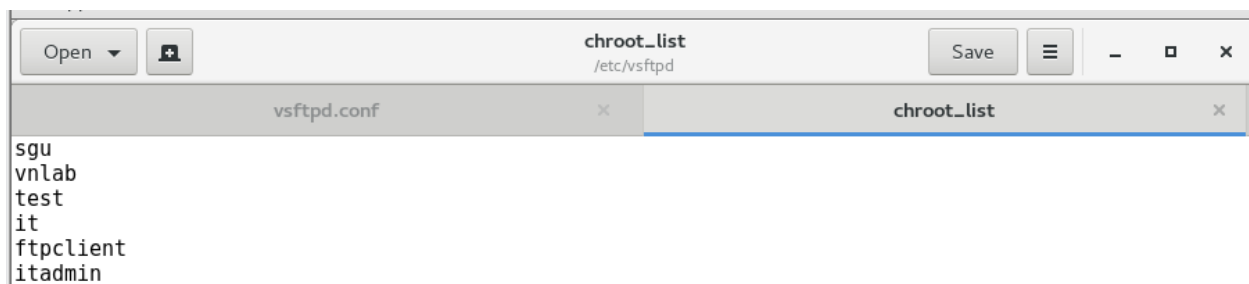 Open
chroot_list
/etc/vsftpd
Save
vsftpd.conf
chroot_list
sgu
vnlab
test
it
ftpclient
itadmin